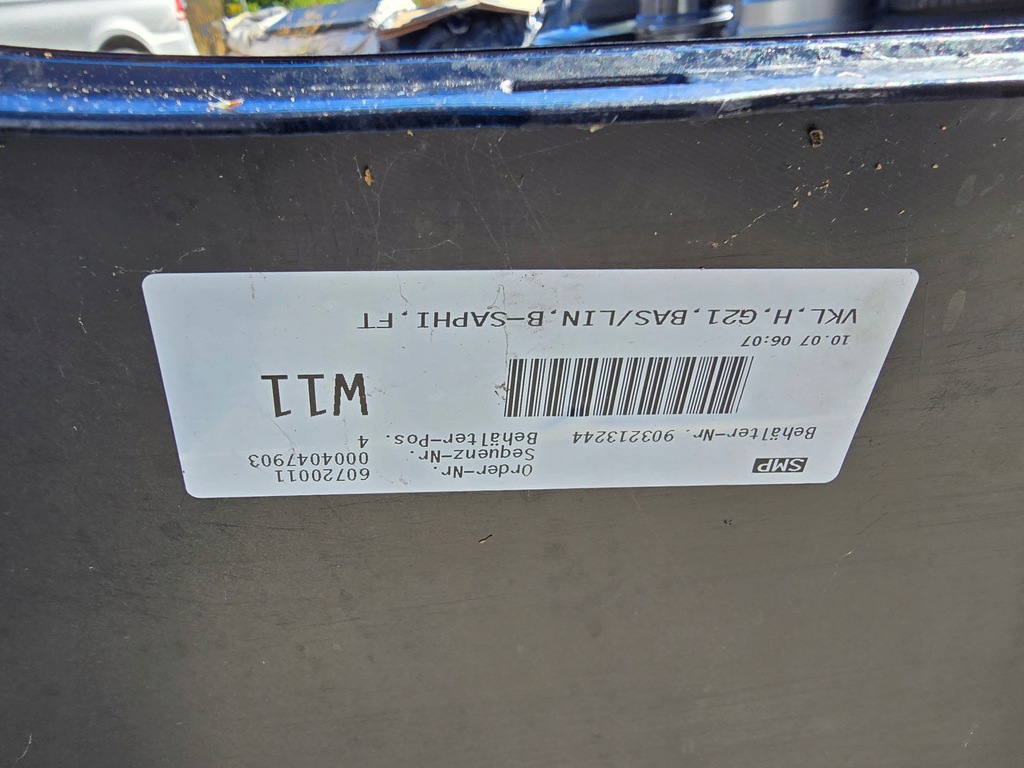 SMP
Order-Nr. 60720011
Sequenz-Nr. 0004047903
Behälter-Nr. 903213244 Behälter-Pos. 4
W11
10.07 06:07
VKL,H,G21,BAS/LIN,B-SAPHI,FT